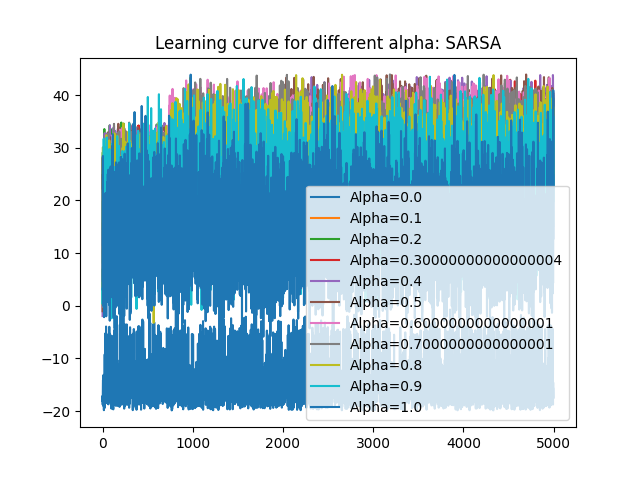 Learning curve for different alpha: SARSA
40
30
20
10
0
−10
−20
Alpha=0.0
Alpha=0.1
Alpha=0.2
Alpha=0.30000000000000004
Alpha=0.4
Alpha=0.5
Alpha=0.6000000000000001
Alpha=0.7000000000000001
Alpha=0.8
Alpha=0.9
Alpha=1.0
0 1000 2000 3000 4000 5000